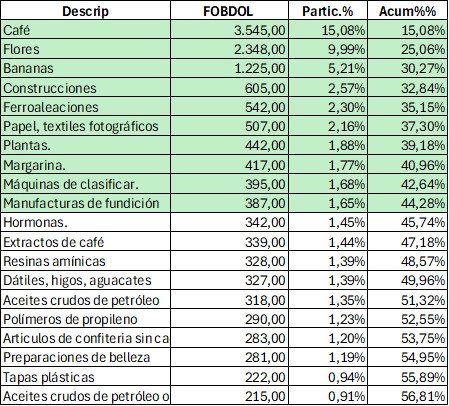 Descrip FOBDOL Partic.% Acum%%
Café 3.545,00 15,08% 15,08%
Flores 2.348,00 9,99% 25,06%
Bananas 1.225,00 5,21% 30,27%
Construcciones 605,00 2,57% 32,84%
Ferroaleaciones 542,00 2,30% 35,15%
Papel, textiles fotográficos 507,00 2,16% 37,30%
Plantas. 442,00 1,88% 39,18%
Margarina. 417,00 1,77% 40,96%
Máquinas de clasificar. 395,00 1,68% 42,64%
Manufacturas de fundición 387,00 1,65% 44,28%
Hormonas. 342,00 1,45% 45,74%
Extractos de café 339,00 1,44% 47,18%
Resinas amínicas 328,00 1,39% 48,57%
Dátiles, higos, aguacates 327,00 1,39% 49,96%
Aceites crudos de petróleo 318,00 1,35% 51,32%
Polímeros de propileno 290,00 1,23% 52,55%
Articulos de confiteria sin ca 283,00 1,20% 53,75%
Preparaciones de belleza 281,00 1,19% 54,95%
Tapas plásticas 222,00 0,94% 55,89%
Aceites crudos de petróleo o 215,00 0,91% 56,81%